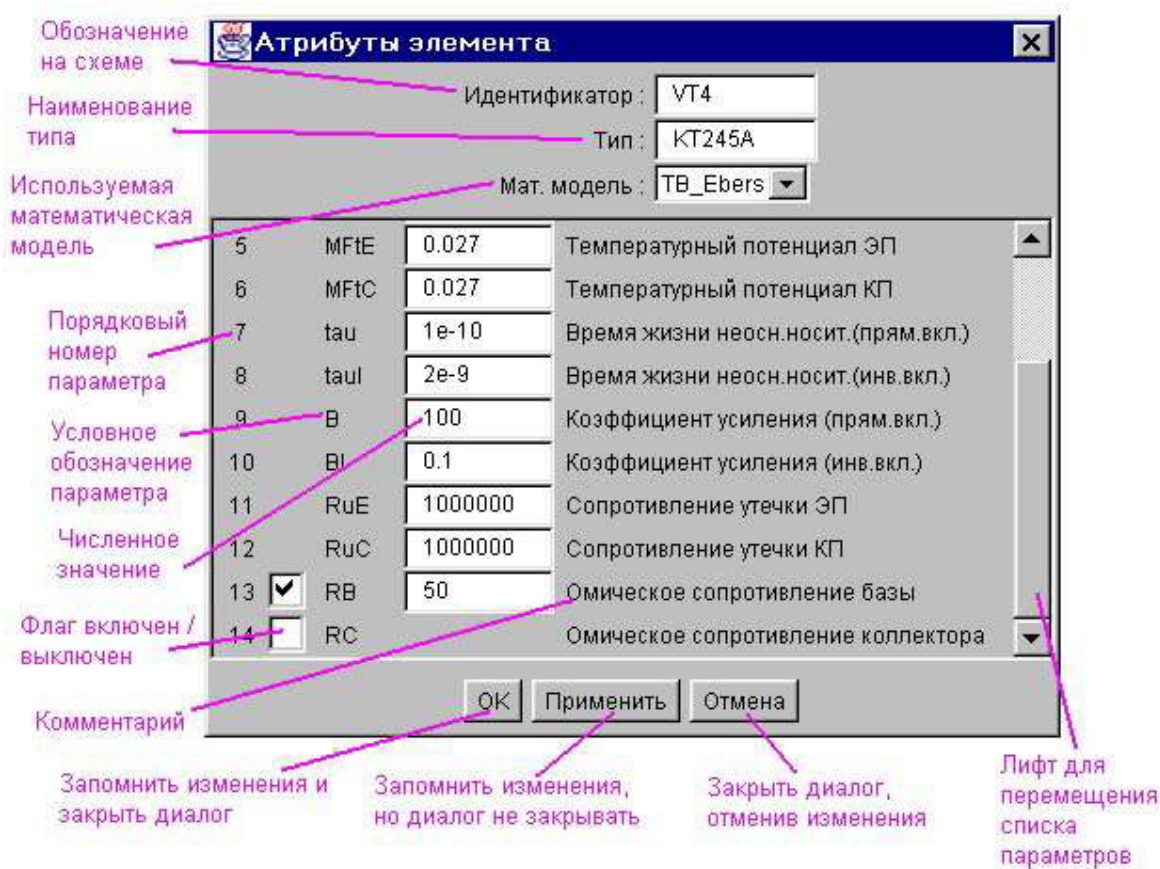 Обозначение
на схеме
Наименование
типа
Используемая
математическая
модель
Порядковый
номер
параметра
Условное
обозначение
параметра
Численное
значение
Флаг включен /
выключен
Комментарий
Атрибуты элемента
Идентификатор : VT4
Тип : КТ245А
Мат. модель : TB_Ebers
5 MFtE 0.027 Температурный потенциал ЭП
6 MFtC 0.027 Температурный потенциал КП
7 tau 1e-10 Время жизни неосн.носит.(прям.вкл.)
8 tauI 2e-9 Время жизни неосн.носит.(инв.вкл.)
9 B 100 Коэффициент усиления (прям.вкл.)
10 BI 0.1 Коэффициент усиления (инв.вкл.)
11 RuE 1000000 Сопротивление утечки ЭП
12 RuC 1000000 Сопротивление утечки КП
13 RB 50 Омическое сопротивление базы
14 RC Омическое сопротивление коллектора
OK Применить Отмена
Запомнить изменения и
закрыть диалог
Запомнить изменения,
но диалог не закрывать
Закрыть диалог,
отменив изменения
Лифт для
перемещения
списка
параметров